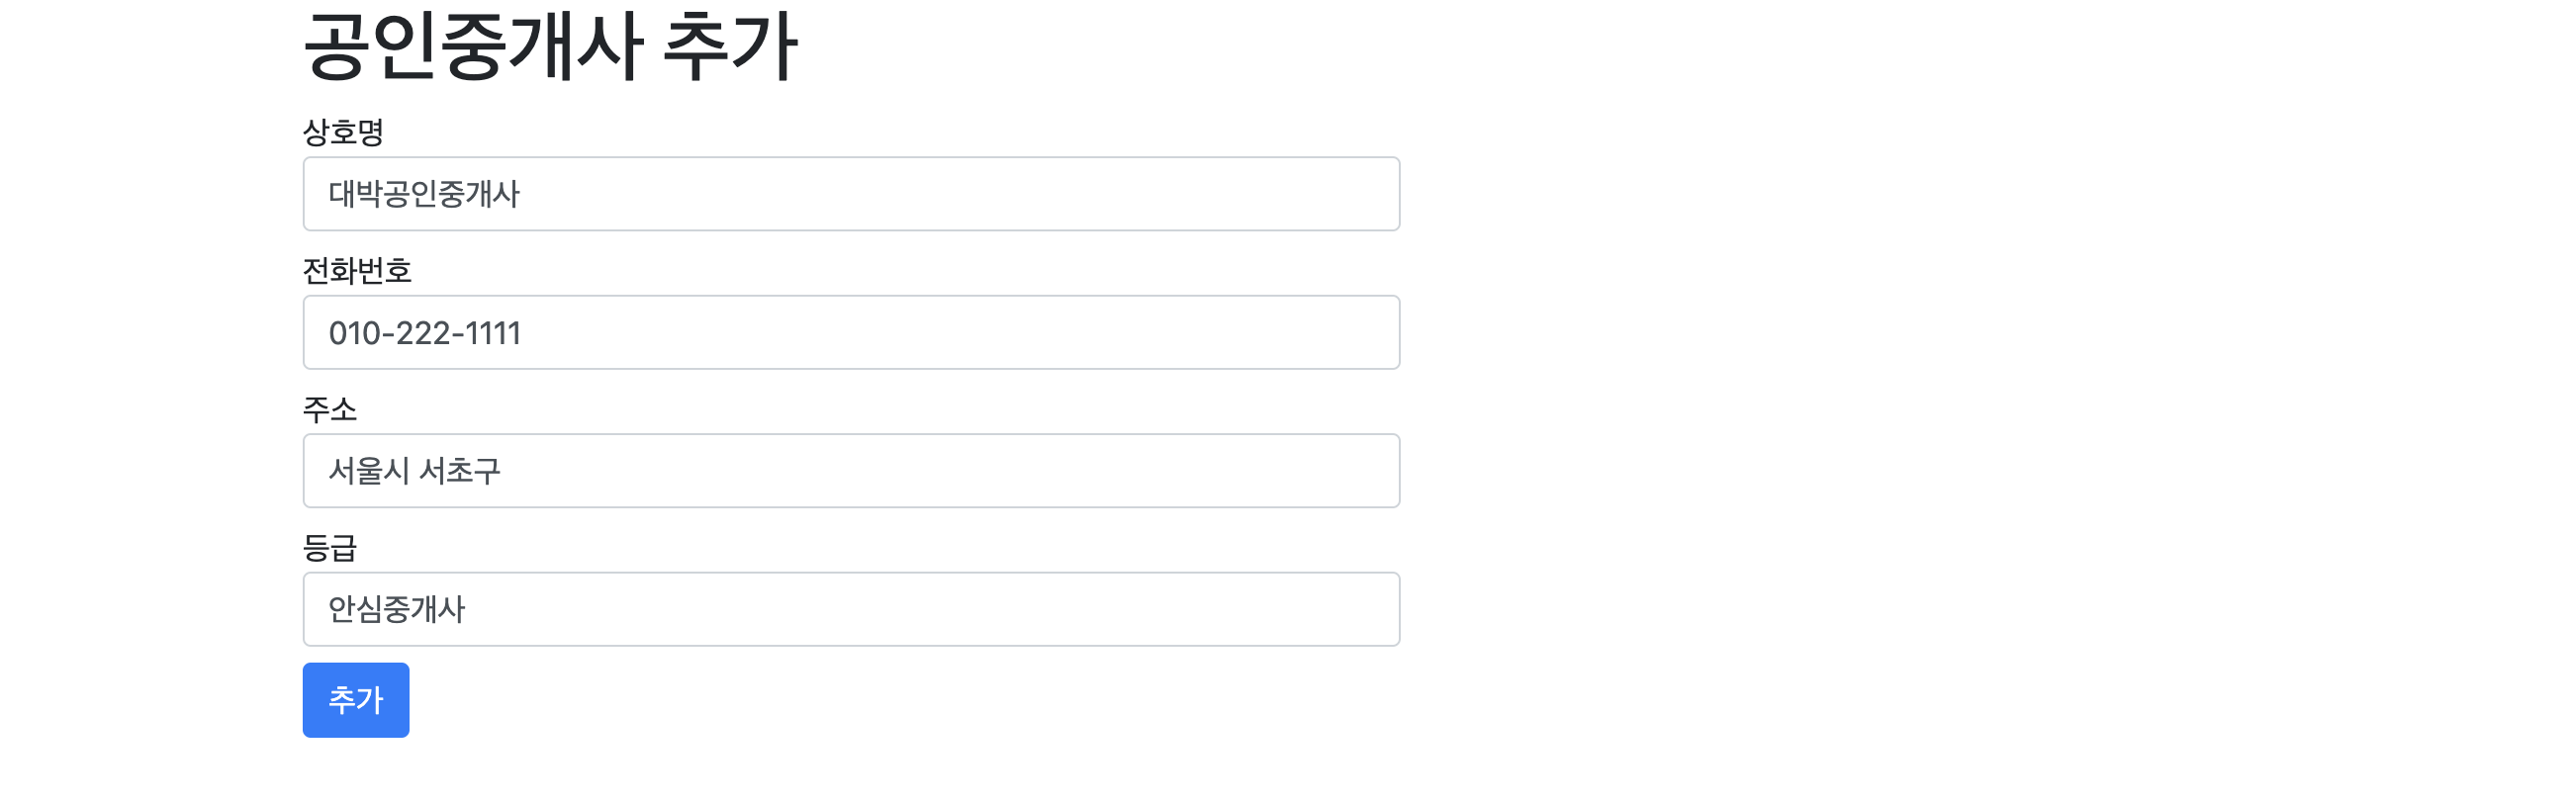 공인중개사 추가
상호명
대박공인중개사
전화번호
010-222-1111
주소
서울시 서초구
등급
안심중개사
추가